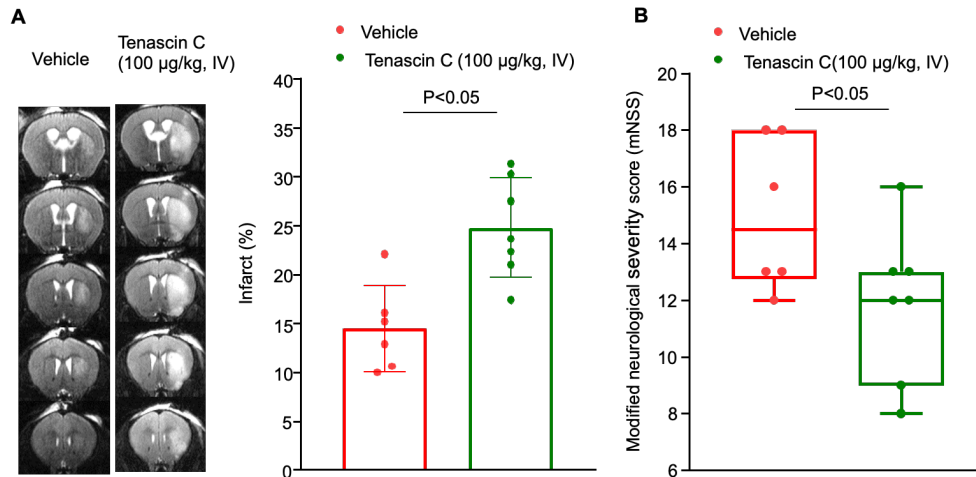 A
Vehicle
Tenascin C
(100 µg/kg, IV)
Vehicle
Tenascin C (100 µg/kg, IV)
P<0.05
Infarct (%)
40
35
30
25
20
15
10
5
0
B
Vehicle
Tenascin C(100 µg/kg, IV)
P<0.05
Modified neurological severity score (mNSS)
20
18
16
14
12
10
8
6